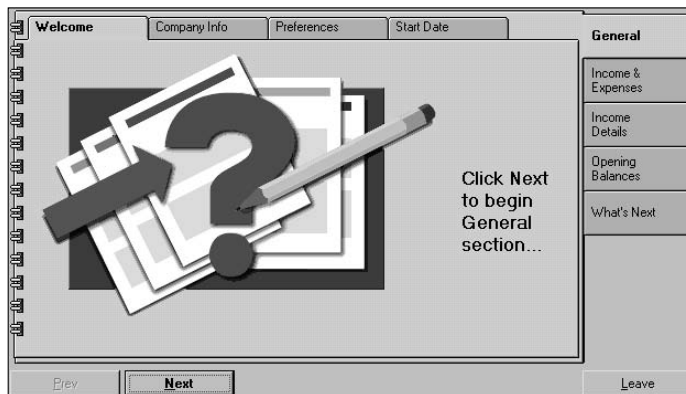 Welcome
Company Info
Preferences
Start Date
General
Income &
Expenses
Income
Details
Opening
Balances
What's Next
Click Next
to begin
General
section...
Prev
Next
Leave